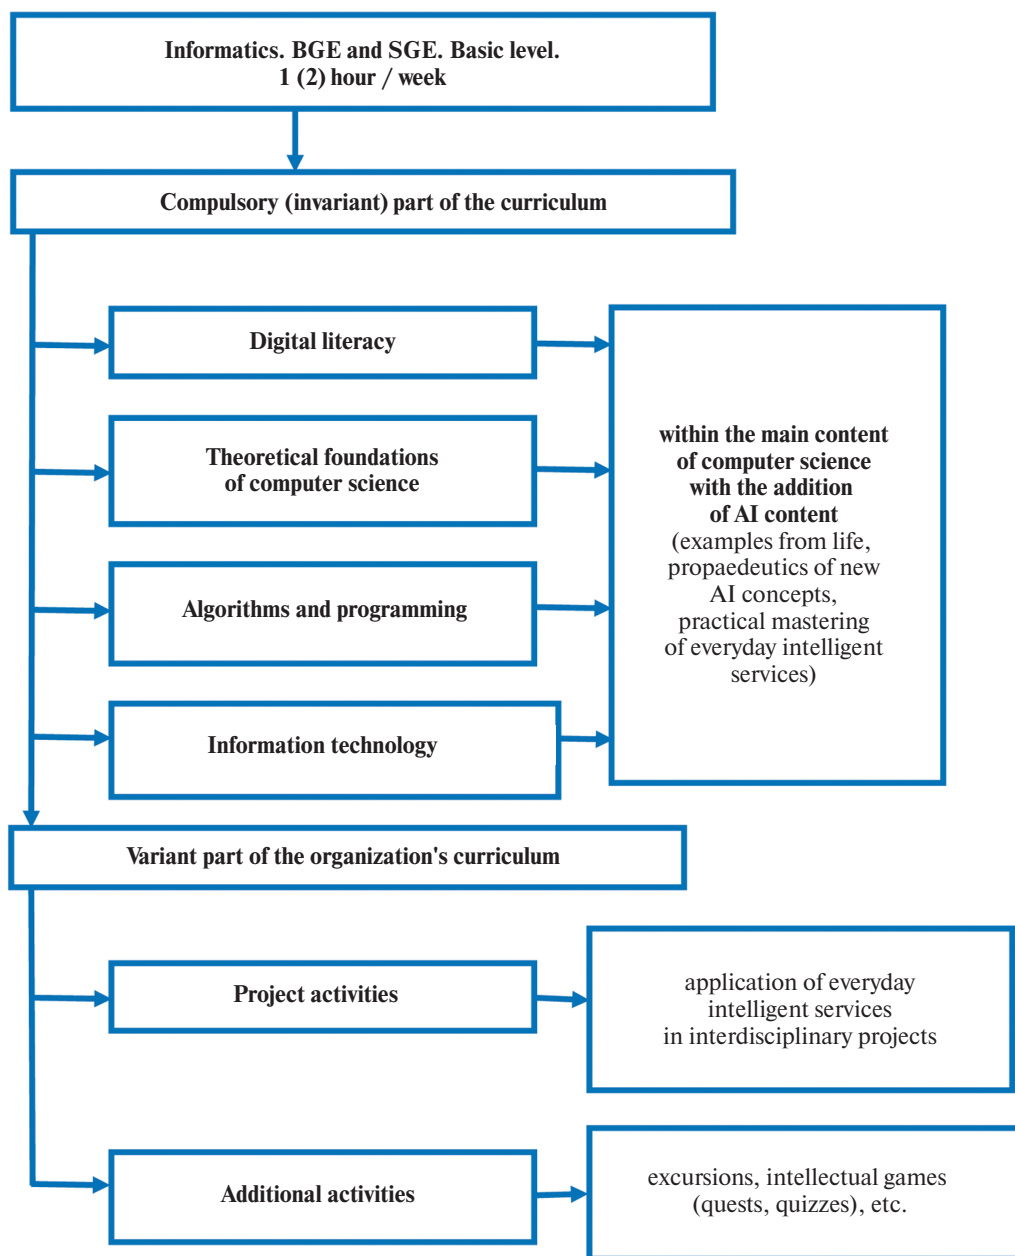 Informatics. BGE and SGE. Basic level.
1 (2) hour / week
Compulsory (invariant) part of the curriculum
Digital literacy
Theoretical foundations
of computer science
Algorithms and programming
Information technology
within the main content
of computer science
with the addition
of AI content
(examples from life,
propaedeutics of new
AI concepts,
practical mastering
of everyday intelligent
services)
Variant part of the organization's curriculum
Project activities
application of everyday
intelligent services
in interdisciplinary projects
Additional activities
excursions, intellectual games
(quests, quizzes), etc.